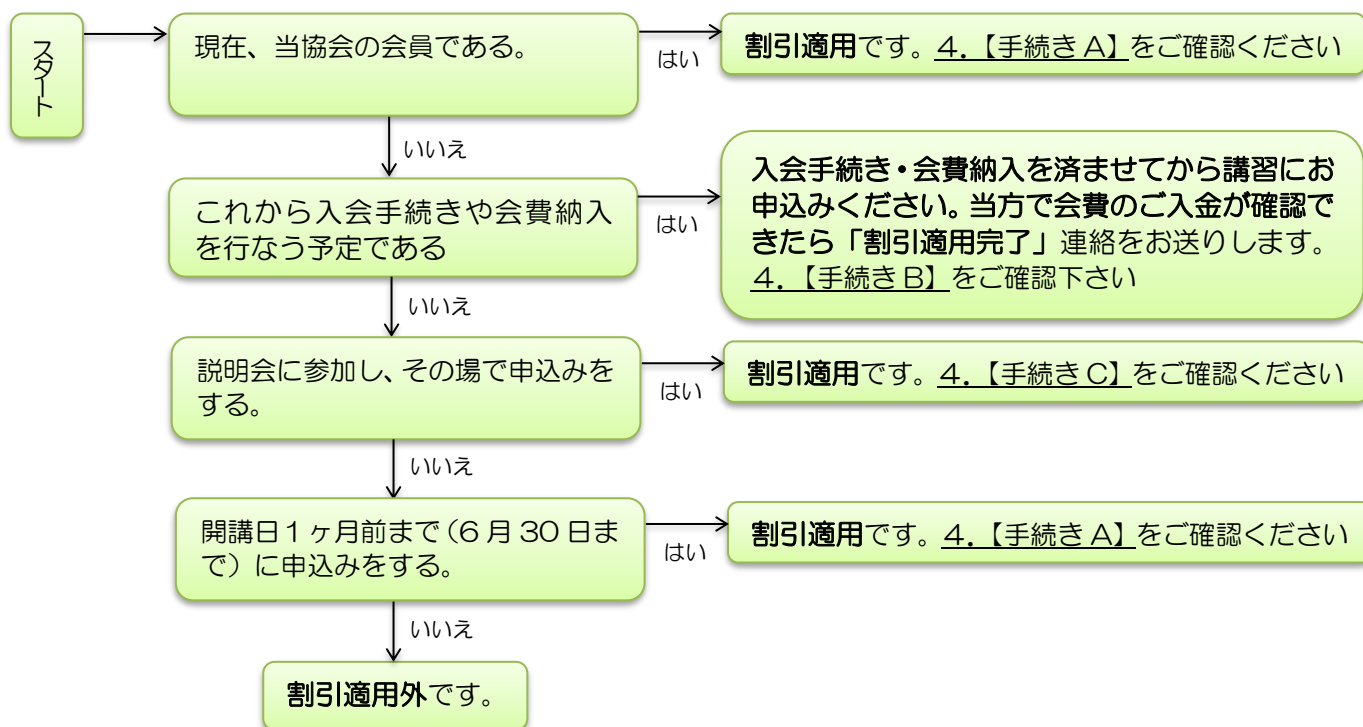 スタート
現在、当協会の会員である。
はい
割引適用です。４．【手続きＡ】をご確認ください
いいえ
これから入会手続きや会費納入
を行なう予定である
はい
入会手続き・会費納入を済ませてから講習にお
申込みください。当方で会費のご入金が確認で
きたら「割引適用完了」連絡をお送りします。
４．【手続きＢ】をご確認下さい
いいえ
説明会に参加し、その場で申込みを
する。
はい
割引適用です。４．【手続きＣ】をご確認ください
いいえ
開講日１ヶ月前まで（６月３０日ま
で）に申込みをする。
はい
割引適用です。４．【手続きＡ】をご確認ください
いいえ
割引適用外です。